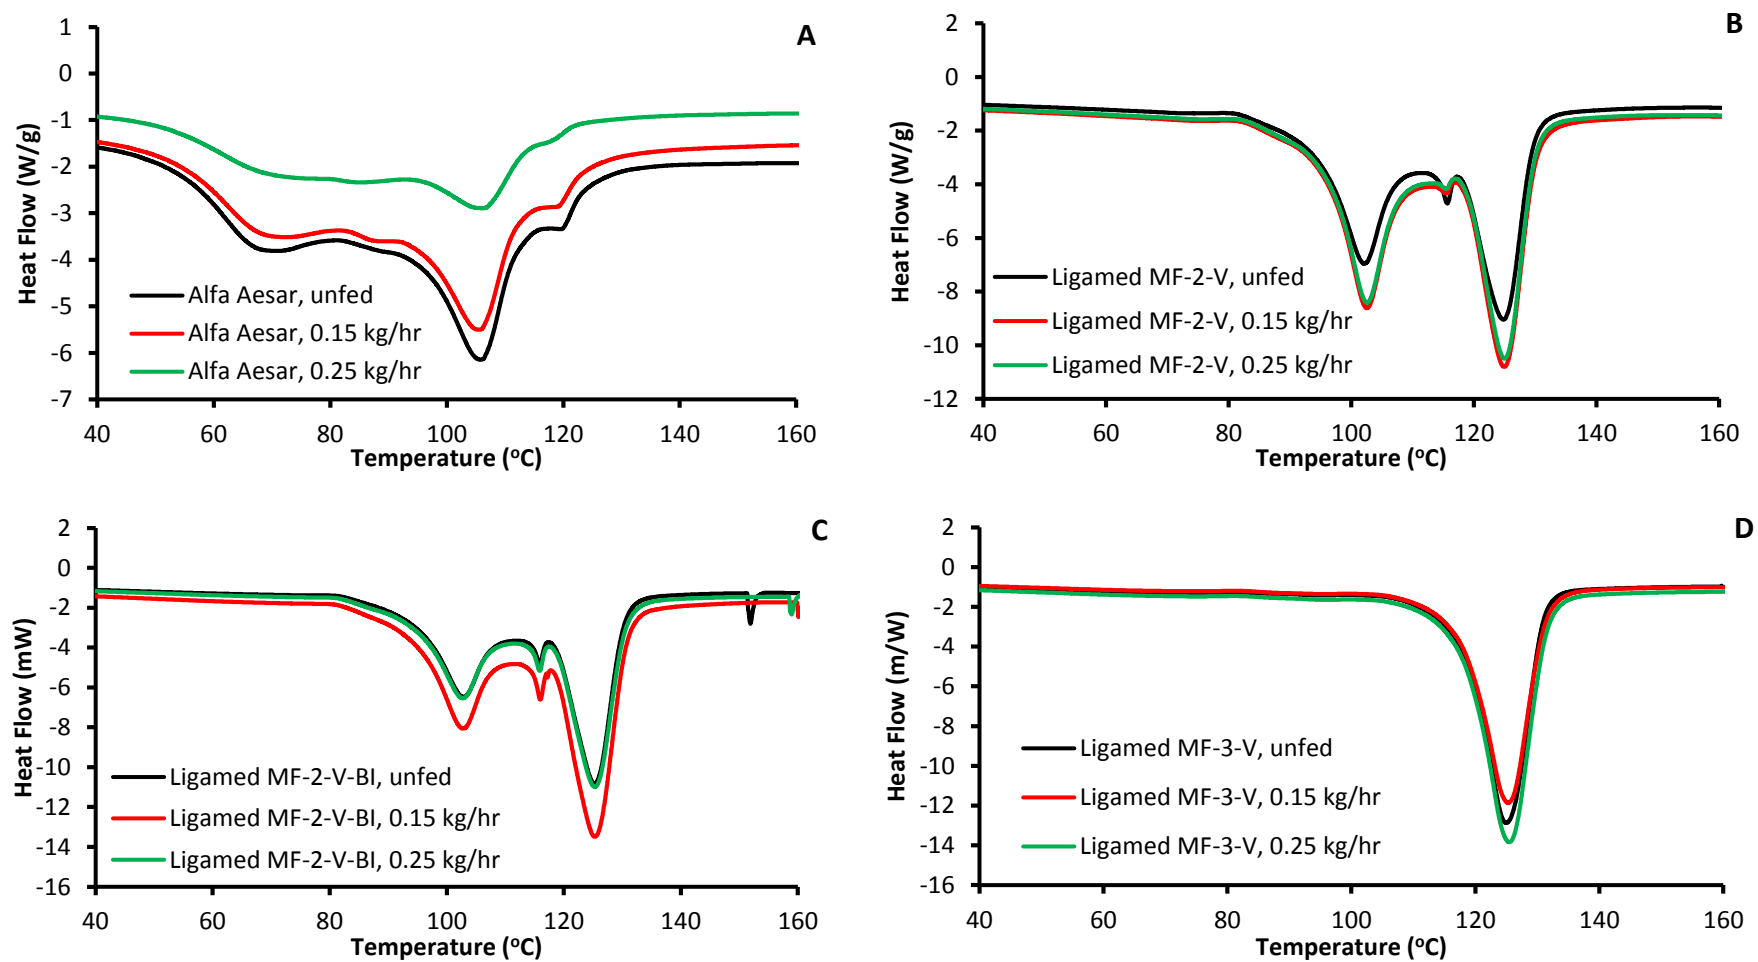 A
1
0
-1
-2
-3
-4
-5
-6
-7
Heat Flow (W/g)
Alfa Aesar, unfed
Alfa Aesar, 0.15 kg/hr
Alfa Aesar, 0.25 kg/hr
40 60 80 100 120 140 160
Temperature (°C)
B
2
0
-2
-4
-6
-8
-10
-12
Heat Flow (W/g)
Ligamed MF-2-V, unfed
Ligamed MF-2-V, 0.15 kg/hr
Ligamed MF-2-V, 0.25 kg/hr
40 60 80 100 120 140 160
Temperature (°C)
C
2
0
-2
-4
-6
-8
-10
-12
-14
-16
Heat Flow (mW)
Ligamed MF-2-V-BI, unfed
Ligamed MF-2-V-BI, 0.15 kg/hr
Ligamed MF-2-V-BI, 0.25 kg/hr
40 60 80 100 120 140 160
Temperature (°C)
D
2
0
-2
-4
-6
-8
-10
-12
-14
-16
Heat Flow (m/W)
Ligamed MF-3-V, unfed
Ligamed MF-3-V, 0.15 kg/hr
Ligamed MF-3-V, 0.25 kg/hr
40 60 80 100 120 140 160
Temperature (°C)